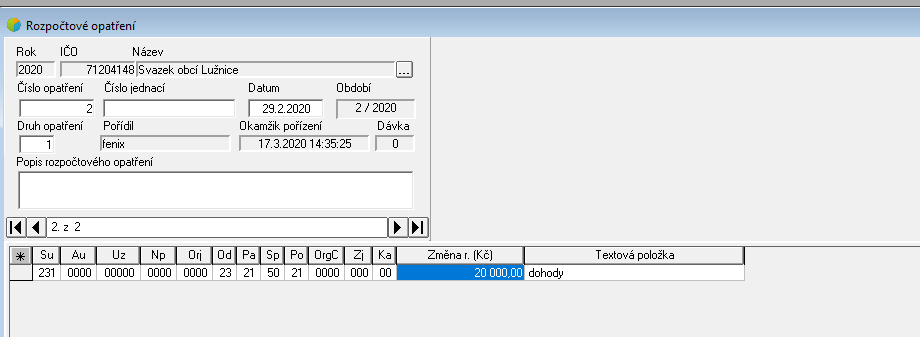 Rozpočtové opatření
Rok IČO Název
2020 71204148 Svazek obcí Lužnice ...
Číslo opatření Číslo jednací Datum Období
2 29.2.2020 2 / 2020
Druh opatření Pořídil Okamžik pořízení Dávka
1 fenix 17.3.2020 14:35:25 0
Popis rozpočtového opatření
2. z 2
Su Au Uz Np Orj Od Pa Sp Po OrgC Zj Ka Změna r. (Kč) Textová položka
231 0000 00000 0000 0000 23 21 50 21 0000 000 00 20 000,00 dohody